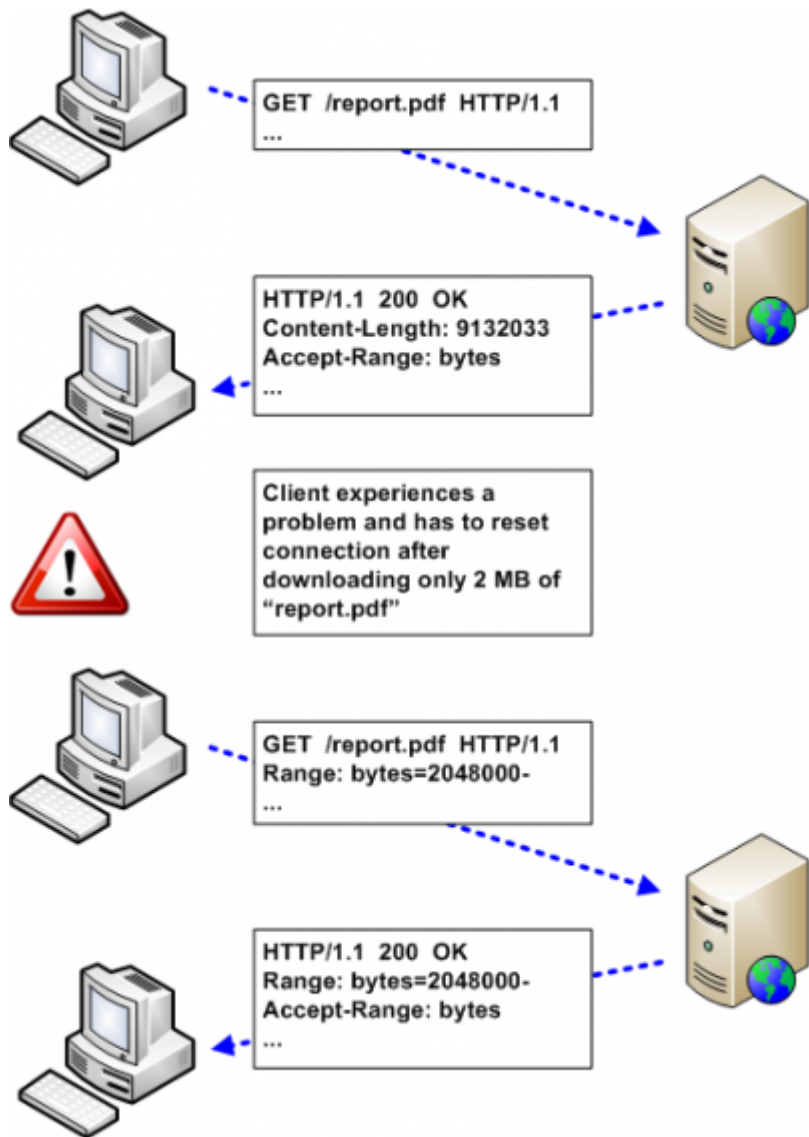 GET /report.pdf HTTP/1.1
...
HTTP/1.1 200 OK
Content-Length: 9132033
Accept-Range: bytes
...
Client experiences a
problem and has to reset
connection after
downloading only 2 MB of
“report.pdf”
GET /report.pdf HTTP/1.1
Range: bytes=2048000-
...
HTTP/1.1 200 OK
Range: bytes=2048000-
Accept-Range: bytes
...